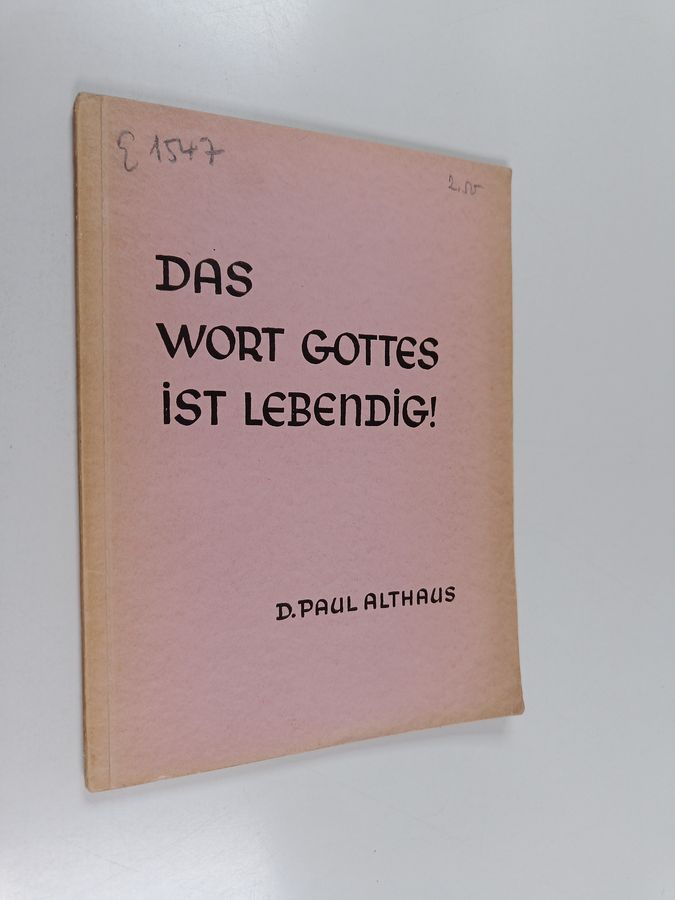 1547
2.50
DAS
WORT GOTTES
iST LEBENDiG!
D. PAUL ALTHAUS